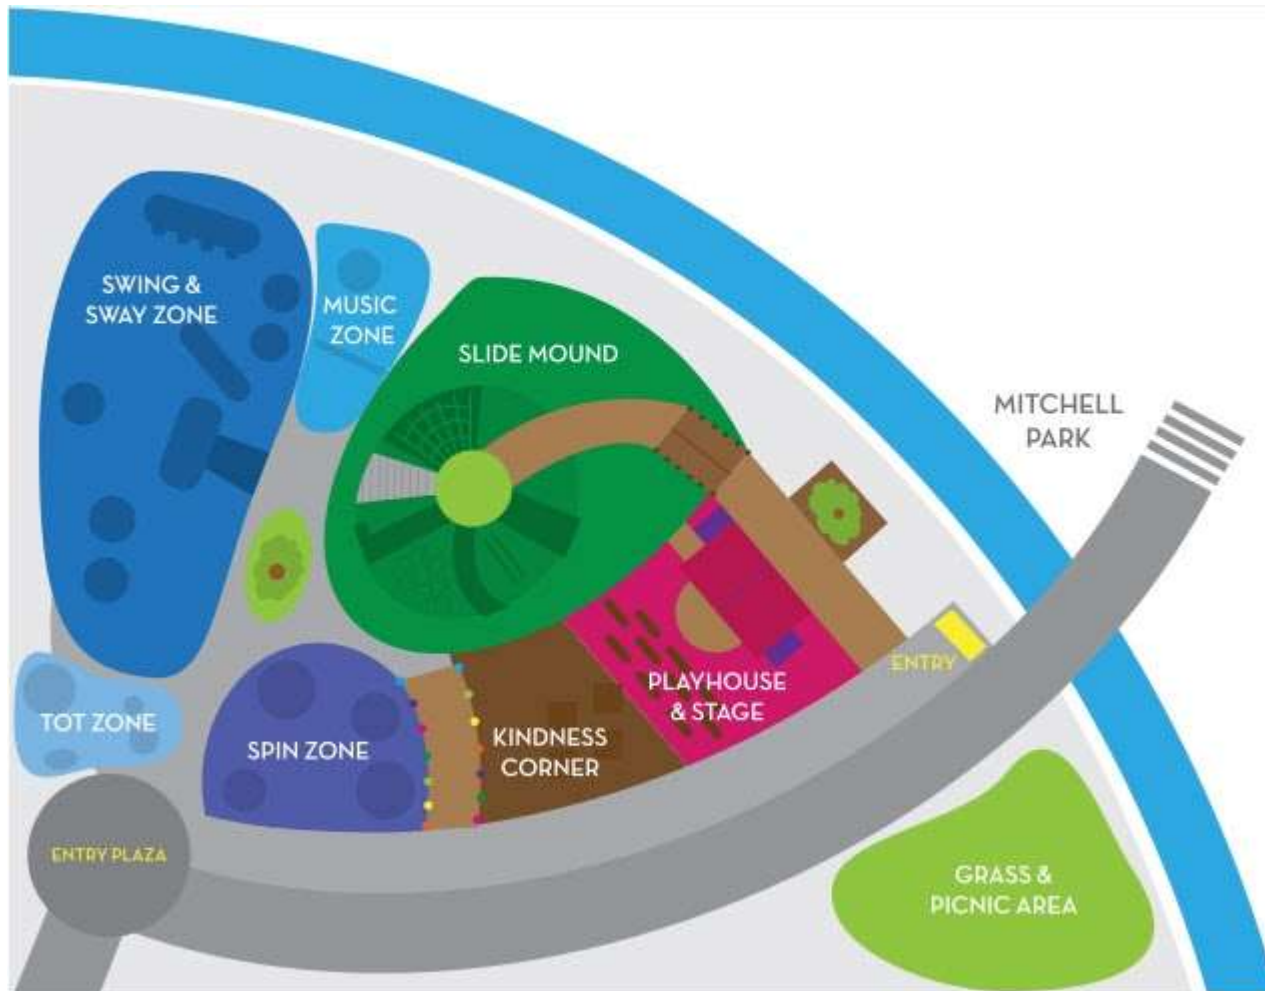 SWING &
SWAY ZONE
MUSIC
ZONE
SLIDE MOUND
MITCHELL
PARK
ENTRY
PLAYHOUSE
& STAGE
TOT ZONE
SPIN ZONE
KINDNESS
CORNER
ENTRY PLAZA
GRASS &
PICNIC AREA